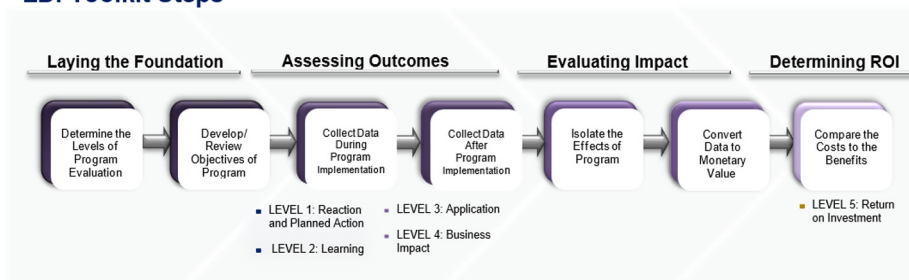 Toolkit Steps
Laying the Foundation
Assessing Outcomes
Evaluating Impact
Determining ROI
Determine the
Levels of
Program
Evaluation
Develop/
Review
Objectives of
Program
Collect Data
During
Program
Implementation
Collect Data
After
Program
Implementation
Isolate the
Effects of
Program
Convert
Data to
Monetary
Value
Compare the
Costs to the
Benefits
LEVEL 1: Reaction
and Planned Action
LEVEL 2: Learning
LEVEL 3: Application
LEVEL 4: Business
Impact
LEVEL 5: Return
on Investment